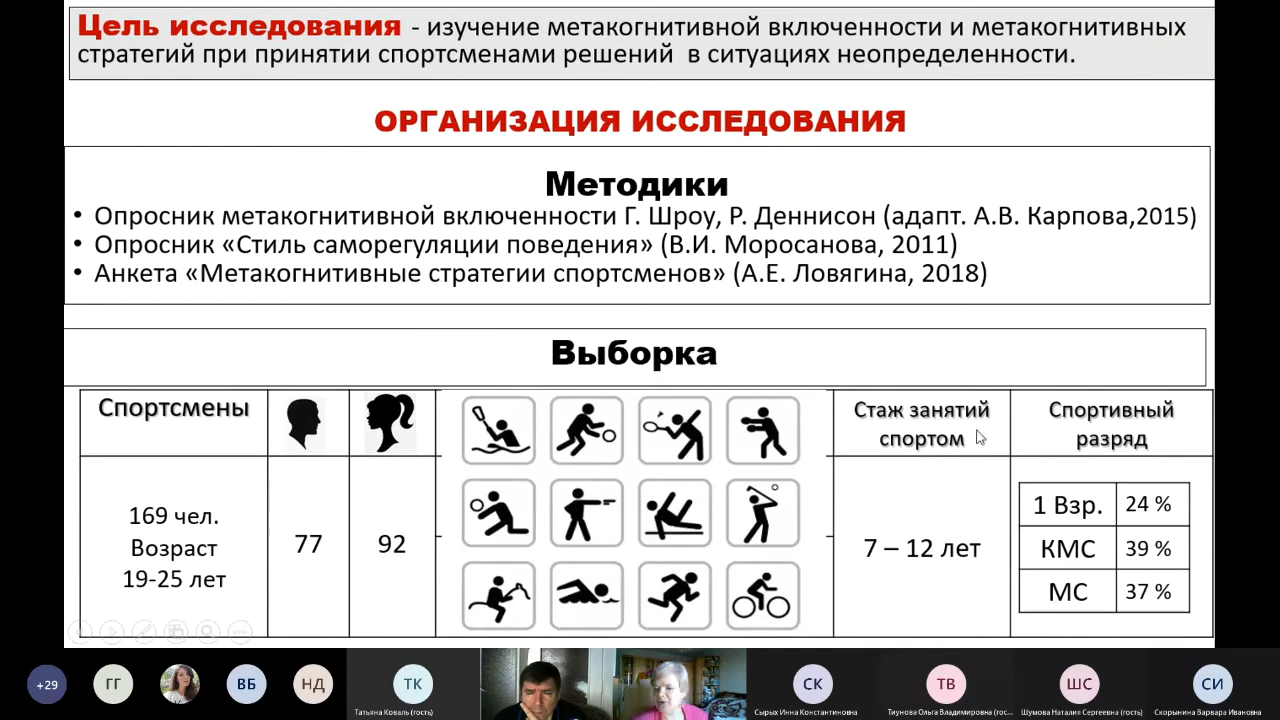 Цель исследования - изучение метакогнитивной включенности и метакогнитивных
стратегий при принятии спортсменами решений в ситуациях неопределенности.
ОРГАНИЗАЦИЯ ИССЛЕДОВАНИЯ
Методики
• Опросник метакогнитивной включенности Г. Шроу, Р. Деннисон (адапт. А.В. Карпова,2015)
• Опросник «Стиль саморегуляции поведения» (В.И. Моросанова, 2011)
• Анкета «Метакогнитивные стратегии спортсменов» (А.Е. Ловягина, 2018)
Выборка
Спортсмены
Стаж занятий
спортом
Спортивный
разряд
169 чел.
Возраст
19-25 лет
77
92
7 – 12 лет
1 Взр. 24 %
КМС 39 %
МС 37 %
+29
ГГ
ВБ
НД
ТК
Татьяна Коваль (гость)
СК
Сырых Инна Константиновна
ТВ
Тиунова Ольга Владимировна (гос...
ШС
Шумова Наталия Сергеевна (гость)
СИ
Скорынина Варвара Ивановна